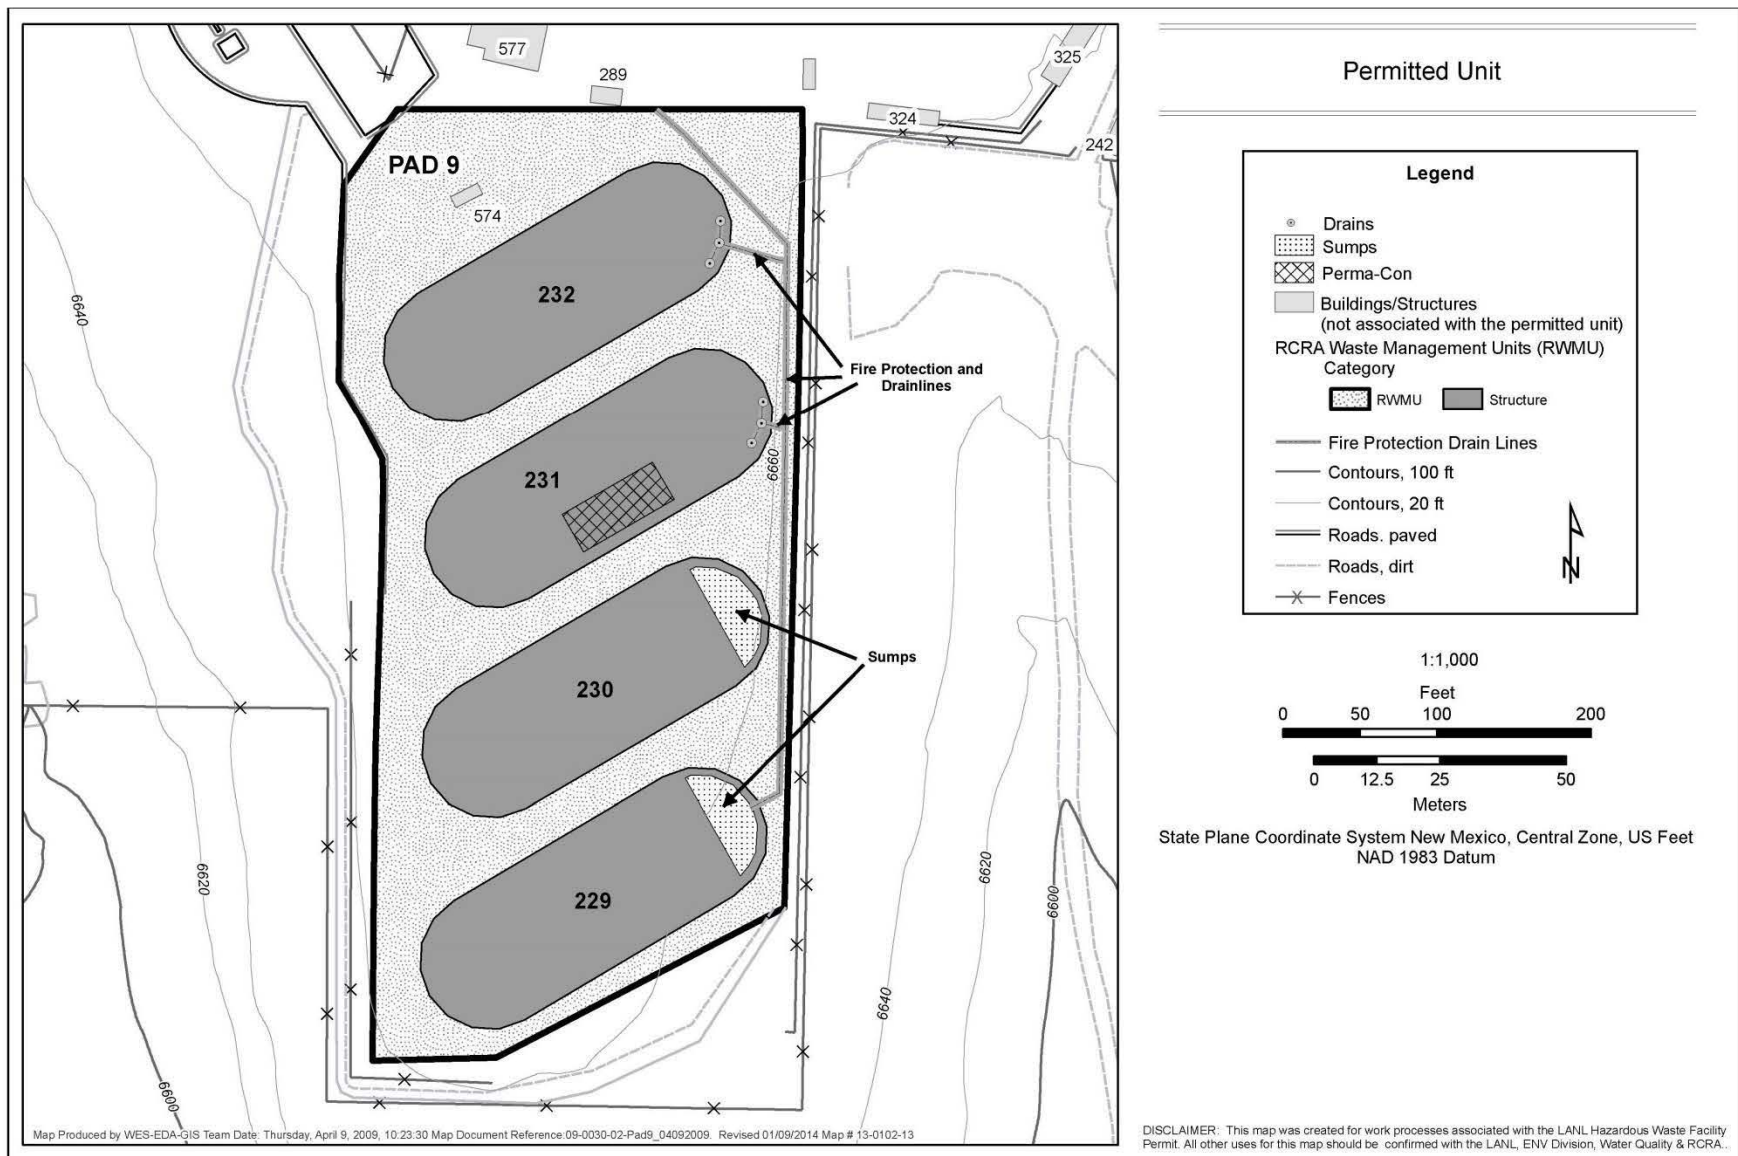 577
289
325
324
242
PAD 9
574
232
6640
Fire Protection and
Drainlines
231
6660
Sumps
230
229
6620
6600
6640
6620
6600
Map Produced by WES-EDA-GIS Team Date: Thursday, April 9, 2009, 10:23:30 Map Document Reference:09-0030-02-Pad9_04092009. Revised 01/09/2014 Map # 13-0102-13
Permitted Unit
Legend
Drains
Sumps
Perma-Con
Buildings/Structures
(not associated with the permitted unit)
RCRA Waste Management Units (RWMU)
Category
RWMU Structure
Fire Protection Drain Lines
Contours, 100 ft
Contours, 20 ft
Roads. paved
Roads, dirt
Fences
N
1:1,000
Feet
0 50 100 200
0 12.5 25 50
Meters
State Plane Coordinate System New Mexico, Central Zone, US Feet
NAD 1983 Datum
DISCLAIMER: This map was created for work processes associated with the LANL Hazardous Waste Facility
Permit. All other uses for this map should be confirmed with the LANL, ENV Division, Water Quality & RCRA..